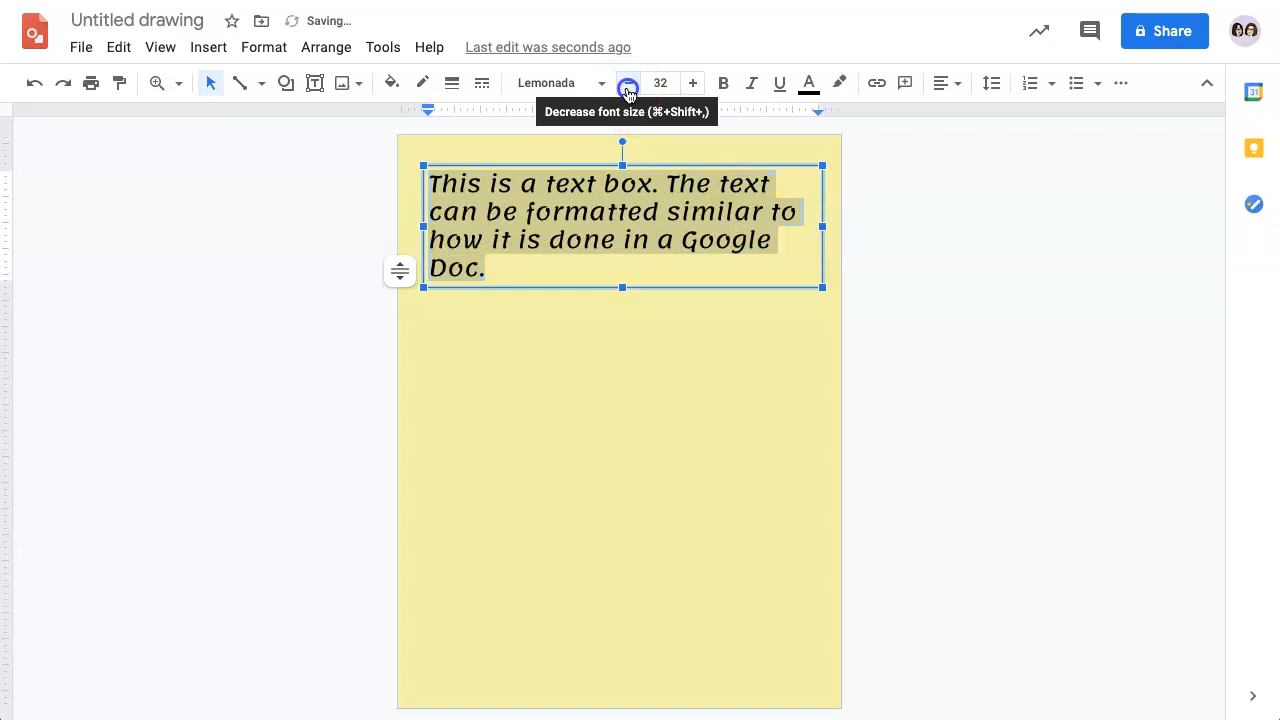 Untitled drawing
Saving...
File Edit View Insert Format Arrange Tools Help Last edit was seconds ago
Share
Lemonada 32 B I U A
Decrease font size (⌘+Shift+,)
31
This is a text box. The text
can be formatted similar to
how it is done in a Google
Doc.